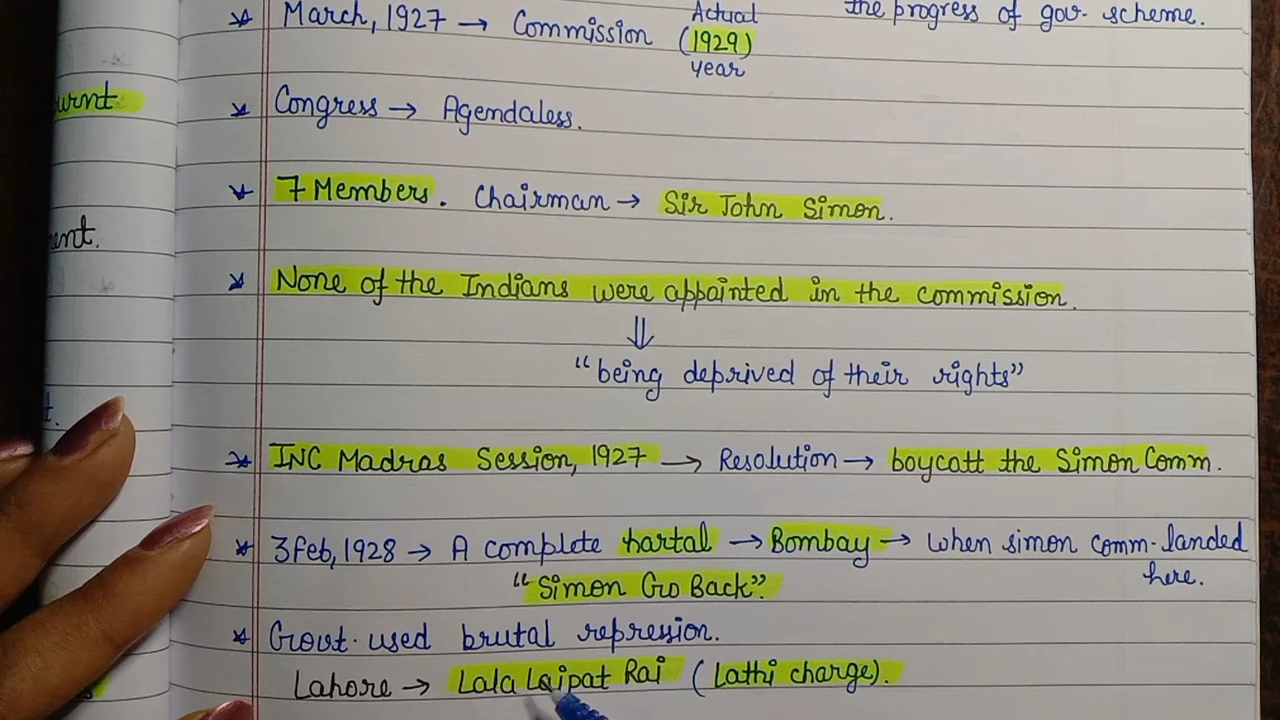 Actual
the progress of gov. scheme.
March, 1927 → Commission (1929)
year
urnt
Congress → Agendaless.
7 Members. Chairman → Sir John Simon.
ent.
None of the Indians were appointed in the commission.
⇓
"being deprived of their rights"
t.
INC Madras Session, 1927 → Resolution → boycott the Simon Comm.
3 Feb, 1928 → A complete hartal → Bombay → When simon comm. landed
here.
"Simon Go Back".
Govt. used brutal repression.
Lahore → Lala Lajpat Rai (Lathi charge).